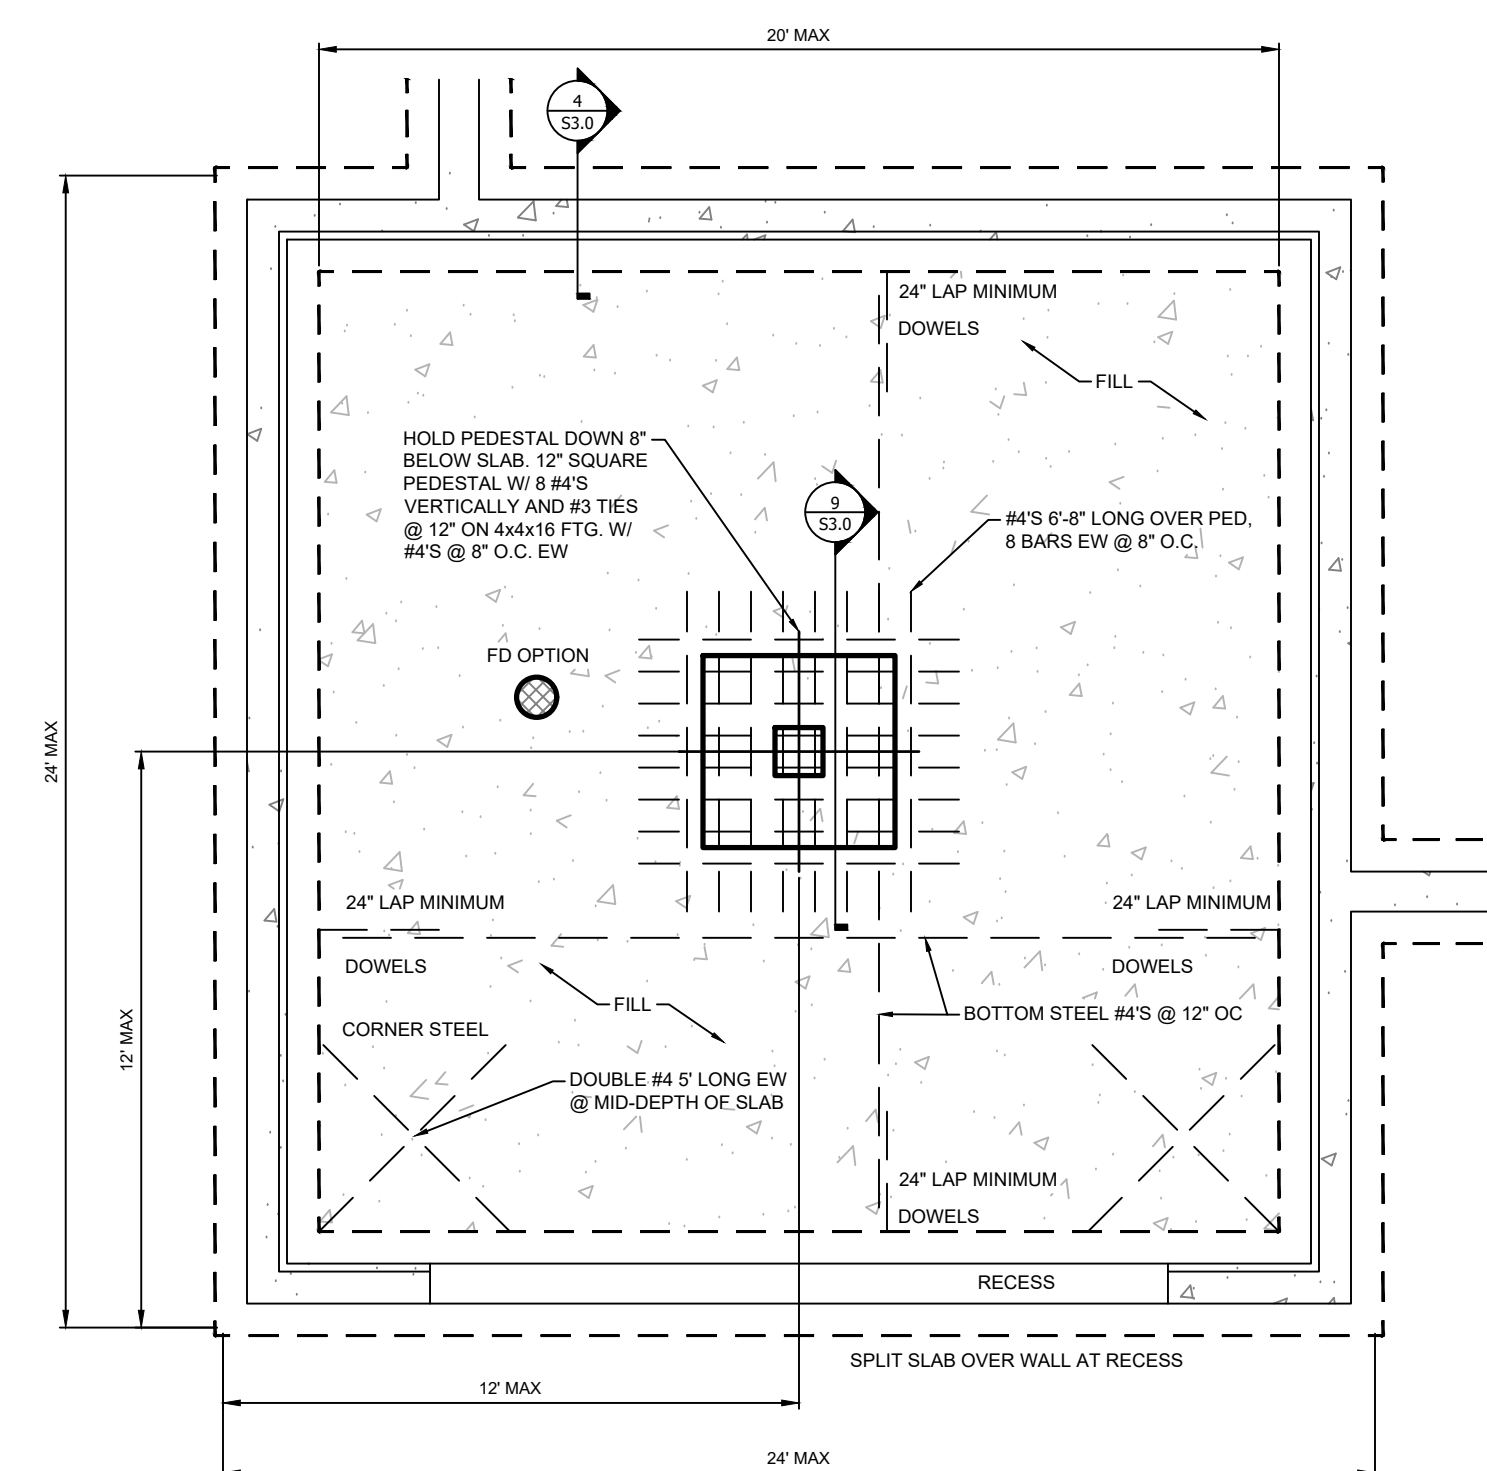 20' MAX
4
S3.0
24" LAP MINIMUM
DOWELS
FILL
HOLD PEDESTAL DOWN 8"
BELOW SLAB. 12" SQUARE
PEDESTAL W/ 8 #4'S
VERTICALLY AND #3 TIES
@ 12" ON 4x4x16 FTG. W/
#4'S @ 8" O.C. EW
9
S3.0
#4'S 6'-8" LONG OVER PED,
8 BARS EW @ 8" O.C.
FD OPTION
24' MAX
24" LAP MINIMUM
24" LAP MINIMUM
DOWELS
DOWELS
FILL
BOTTOM STEEL #4'S @ 12" OC
CORNER STEEL
12' MAX
DOUBLE #4 5' LONG EW
@ MID-DEPTH OF SLAB
24" LAP MINIMUM
DOWELS
RECESS
SPLIT SLAB OVER WALL AT RECESS
12' MAX
24' MAX